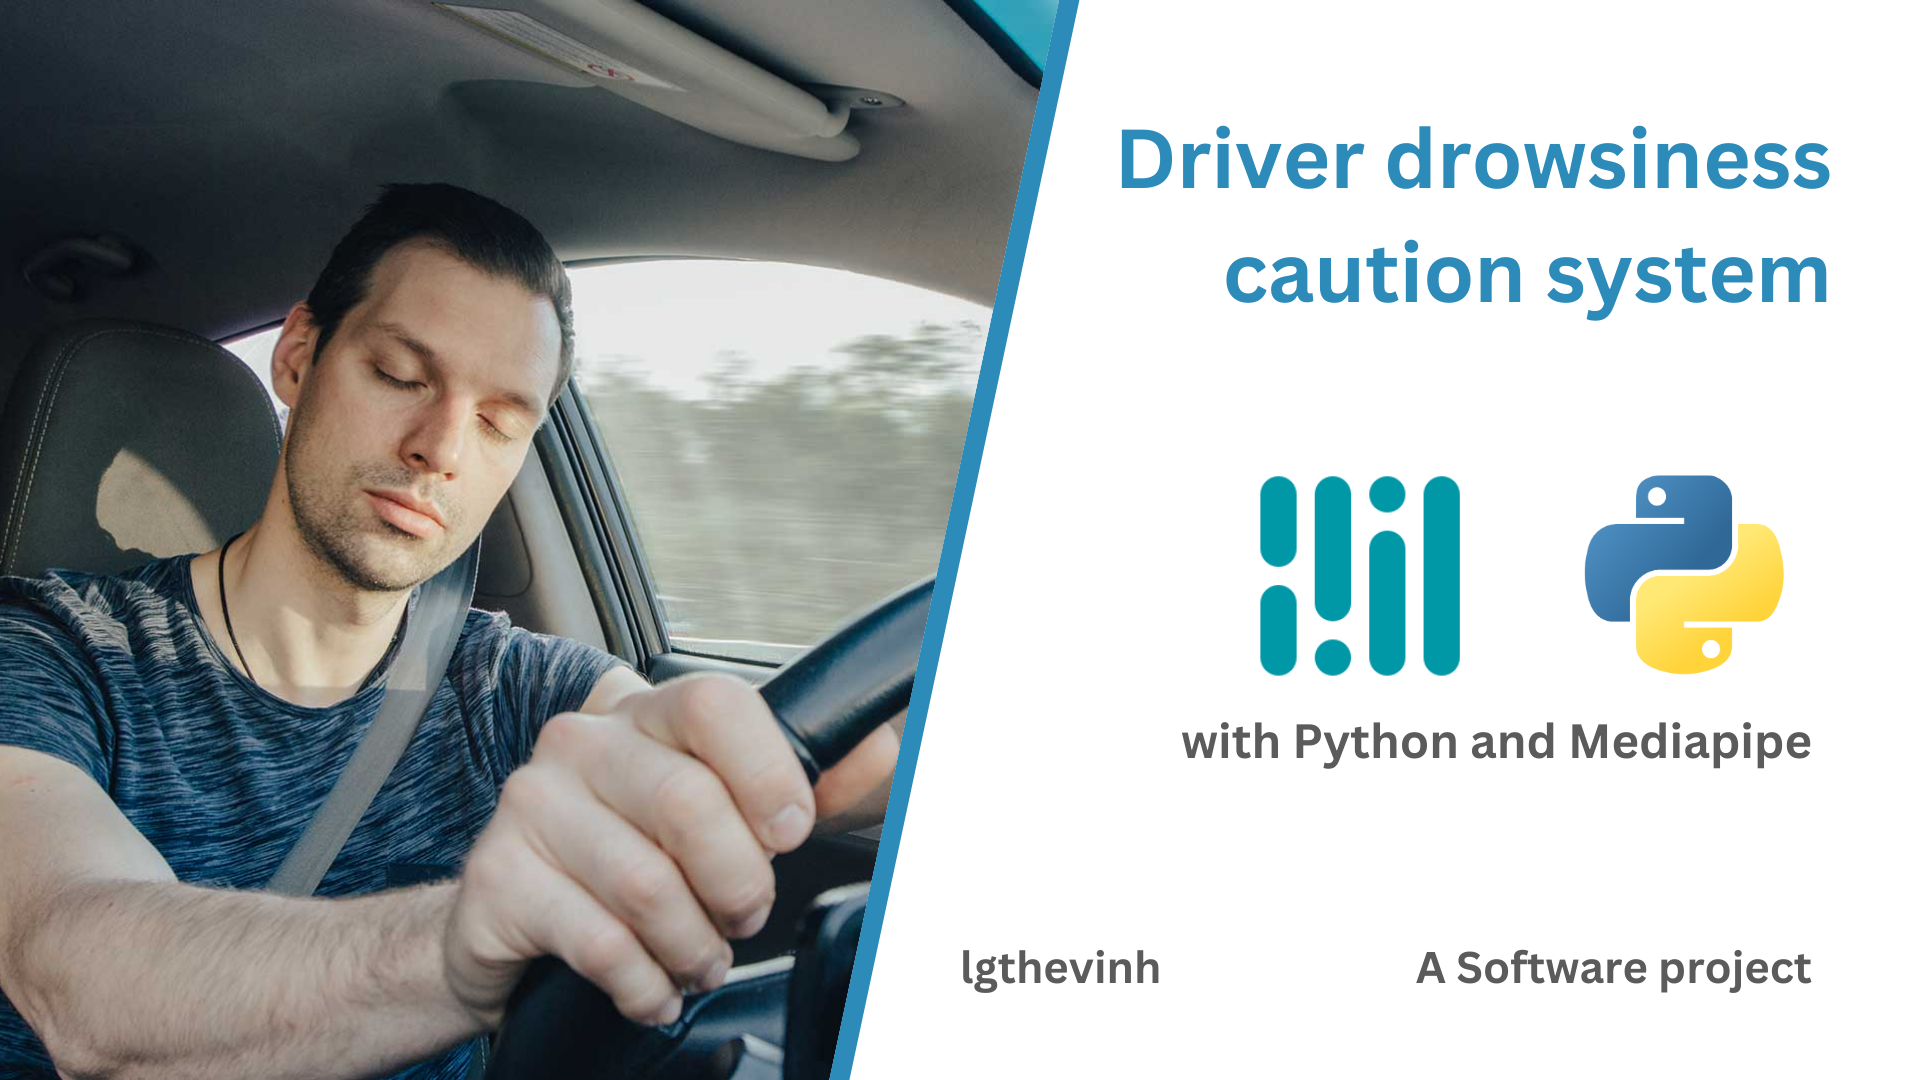 Driver drowsiness
caution system
with Python and Mediapipe
lgthevinh
A Software project